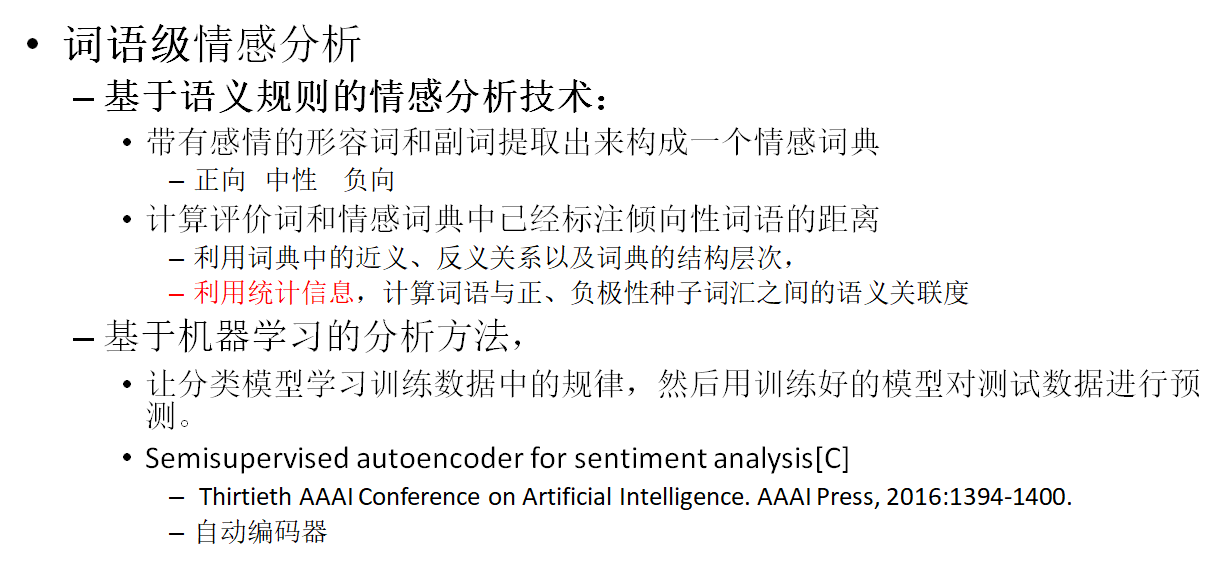 • 词语级情感分析
– 基于语义规则的情感分析技术：
• 带有感情的形容词和副词提取出来构成一个情感词典
– 正向 中性 负向
• 计算评价词和情感词典中已经标注倾向性词语的距离
– 利用词典中的近义、反义关系以及词典的结构层次，
– 利用统计信息，计算词语与正、负极性种子词汇之间的语义关联度
– 基于机器学习的分析方法，
• 让分类模型学习训练数据中的规律，然后用训练好的模型对测试数据进行预
测。
• Semisupervised autoencoder for sentiment analysis[C]
– Thirtieth AAAI Conference on Artificial Intelligence. AAAI Press, 2016:1394-1400.
– 自动编码器